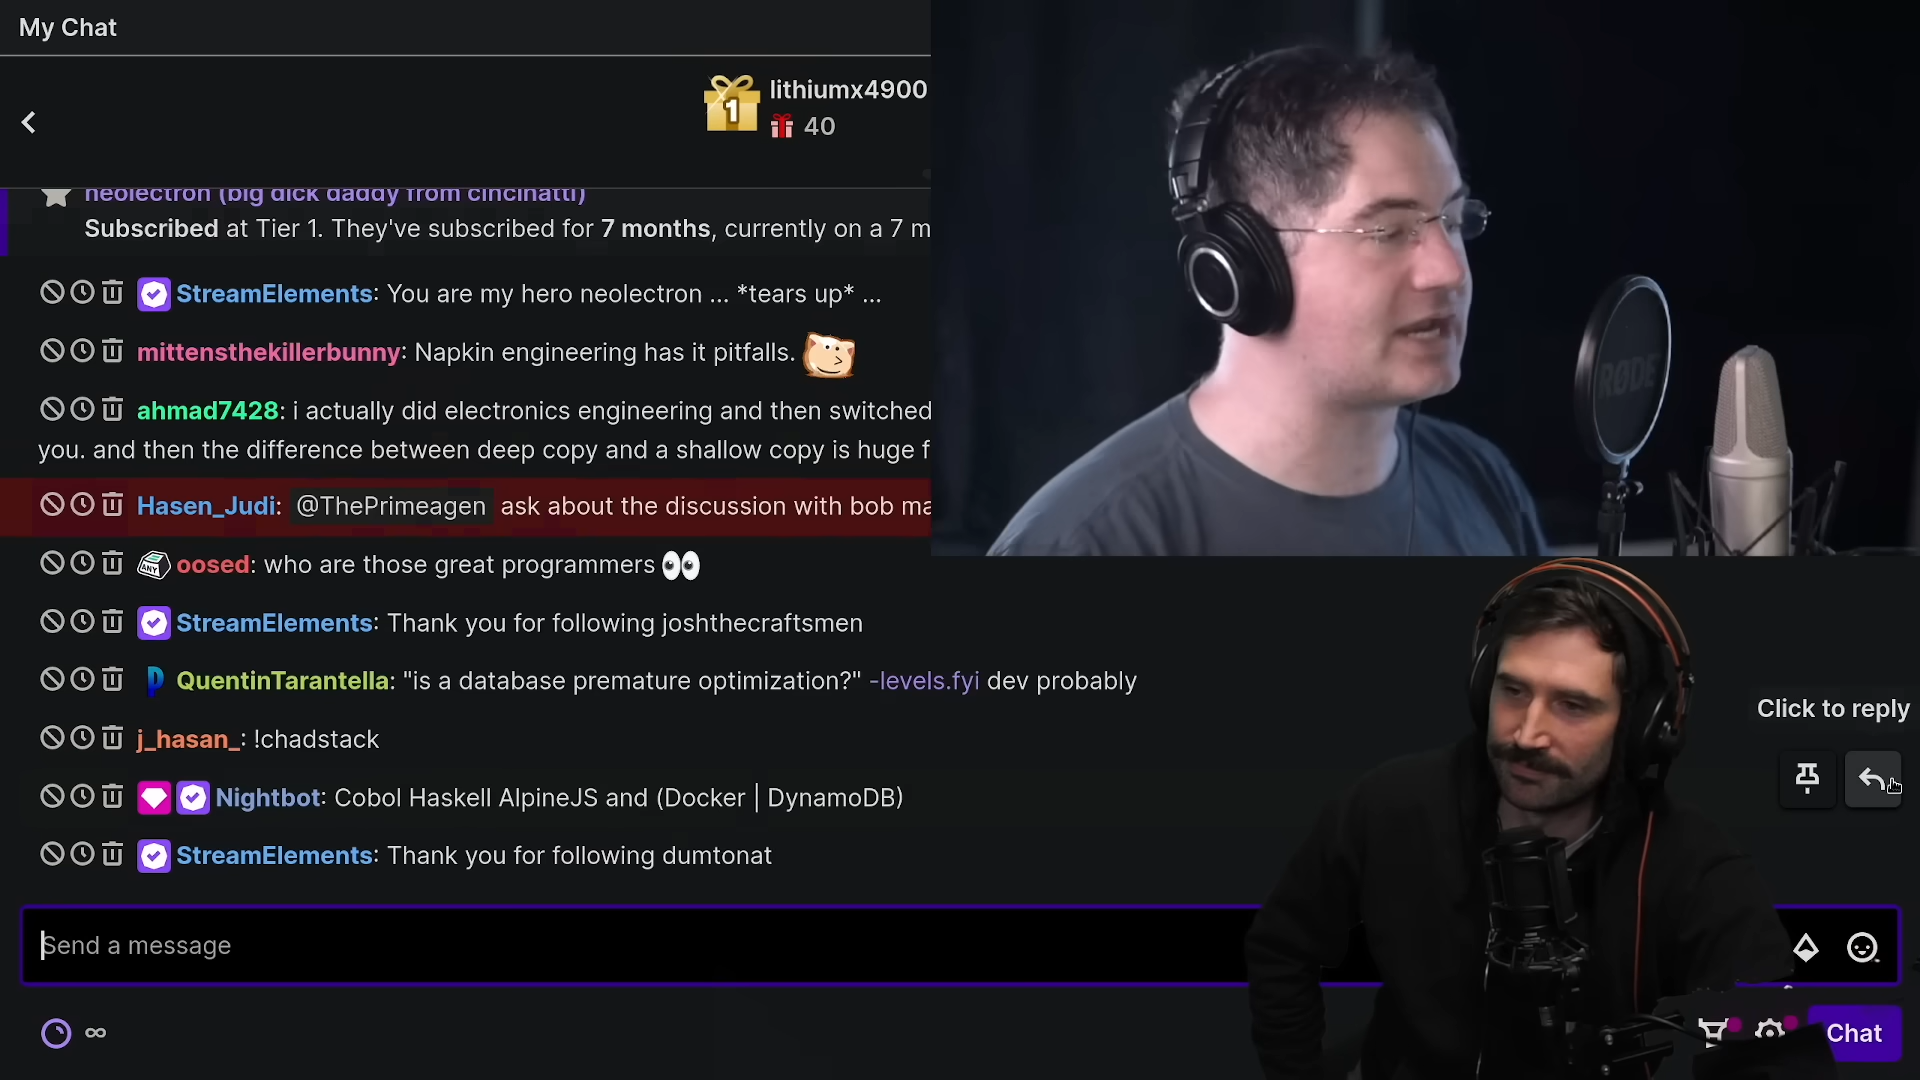 My Chat
lithiumx4900
1
40
neolectron (big dick daddy from cincinatti)
Subscribed at Tier 1. They've subscribed for 7 months, currently on a 7 m
StreamElements: You are my hero neolectron ... *tears up* ...
mittensthekillerbunny: Napkin engineering has it pitfalls.
ahmad7428: i actually did electronics engineering and then switched
you. and then the difference between deep copy and a shallow copy is huge f
Hasen_Judi: @ThePrimeagen ask about the discussion with bob ma
RØDE
ANY
oosed: who are those great programmers
StreamElements: Thank you for following joshthecraftsmen
QuentinTarantella: "is a database premature optimization?" -levels.fyi dev probably
Click to reply
j_hasan_: !chadstack
Nightbot: Cobol Haskell AlpineJS and (Docker | DynamoDB)
StreamElements: Thank you for following dumtonat
Send a message
∞
Chat